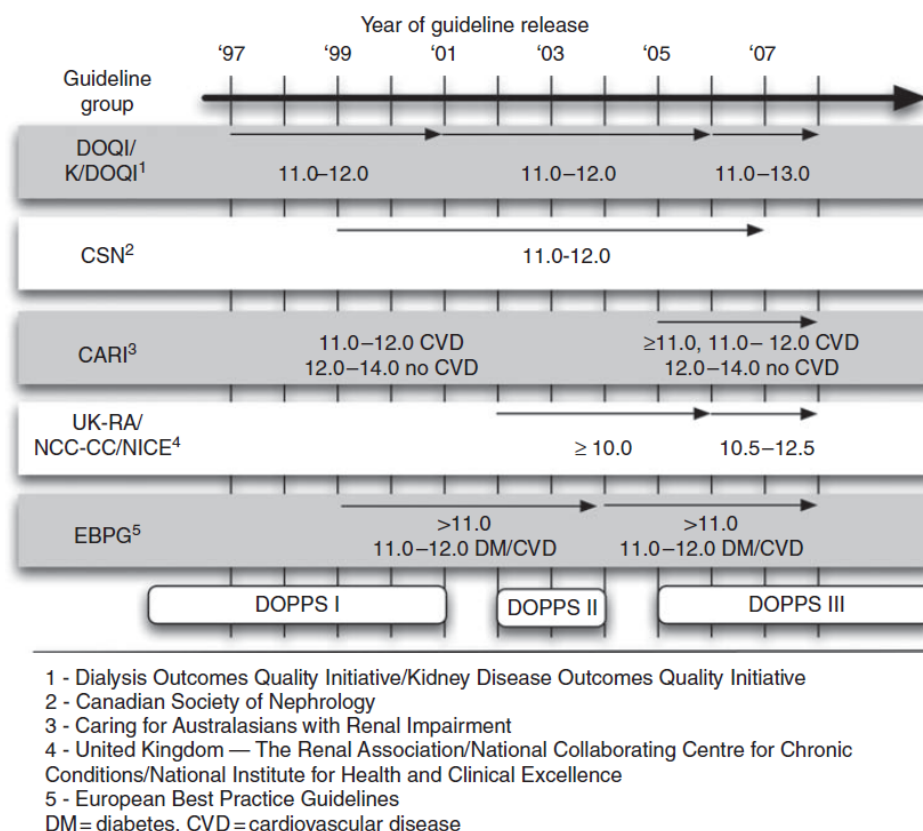 Year of guideline release
‘97 ‘99 ‘01 ‘03 ‘05 ‘07
Guideline
group
DOQI/
K/DOQI1
11.0–12.0 11.0–12.0 11.0–13.0
CSN2
11.0-12.0
CARI3
11.0–12.0 CVD
12.0–14.0 no CVD
≥11.0, 11.0– 12.0 CVD
12.0–14.0 no CVD
UK-RA/
NCC-CC/NICE4
≥ 10.0 10.5–12.5
EBPG5
>11.0
11.0–12.0 DM/CVD
>11.0
11.0–12.0 DM/CVD
DOPPS I DOPPS II DOPPS III
1 - Dialysis Outcomes Quality Initiative/Kidney Disease Outcomes Quality Initiative
2 - Canadian Society of Nephrology
3 - Caring for Australasians with Renal Impairment
4 - United Kingdom — The Renal Association/National Collaborating Centre for Chronic
Conditions/National Institute for Health and Clinical Excellence
5 - European Best Practice Guidelines
DM= diabetes, CVD = cardiovascular disease